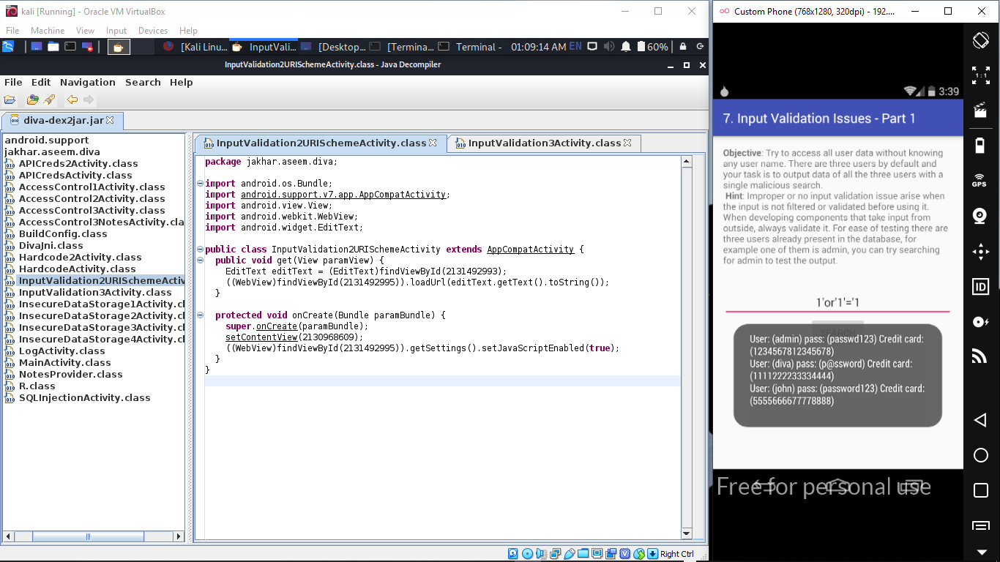 kali [Running] - Oracle VM VirtualBox
File Machine View Input Devices Help
[Kali Linu... InputVali... [Desktop... [Termina... Terminal - 01:09:14 AM EN 60%
InputValidation2URISchemeActivity.class - Java Decompiler
File Edit Navigation Search Help
diva-dex2jar.jar
android.support
jakhar.aseem.diva
APICreds2Activity.class
APICredsActivity.class
AccessControl1Activity.class
AccessControl2Activity.class
AccessControl3Activity.class
AccessControl3NotesActivity.cla
BuildConfig.class
DivaJni.class
Hardcode2Activity.class
HardcodeActivity.class
InputValidation2URISchemeActiv
InputValidation3Activity.class
InsecureDataStorage1Activity.cl
InsecureDataStorage2Activity.cl
InsecureDataStorage3Activity.cl
InsecureDataStorage4Activity.cl
LogActivity.class
MainActivity.class
NotesProvider.class
R.class
SQLInjectionActivity.class
InputValidation2URISchemeActivity.class InputValidation3Activity.class
package jakhar.aseem.diva;
import android.os.Bundle;
import android.support.v7.app.AppCompatActivity;
import android.view.View;
import android.webkit.WebView;
import android.widget.EditText;
public class InputValidation2URISchemeActivity extends AppCompatActivity {
public void get(View paramView) {
EditText editText = (EditText)findViewById(2131492993);
((WebView)findViewById(2131492995)).loadUrl(editText.getText().toString());
}
protected void onCreate(Bundle paramBundle) {
super.onCreate(paramBundle);
setContentView(2130968609);
((WebView)findViewById(2131492995)).getSettings().setJavaScriptEnabled(true);
}
}
Right Ctrl
Custom Phone (768x1280, 320dpi) - 192....
3:39
7. Input Validation Issues - Part 1
Objective: Try to access all user data without knowing
any user name. There are three users by default and
your task is to output data of all the three users with a
single malicious search.
Hint: Improper or no input validation issue arise when
the input is not filtered or validated before using it.
When developing components that take input from
outside, always validate it. For ease of testing there are
three users already present in the database, for
example one of them is admin, you can try searching
for admin to test the output.
1'or'1'='1
SEARCH
User: (admin) pass: (passwd123) Credit card:
(1234567812345678)
User: (diva) pass: (p@ssword) Credit card:
(1111222233334444)
User: (john) pass: (password123) Credit card:
(5555666677778888)
Free for personal use
1:1
GPS
ID